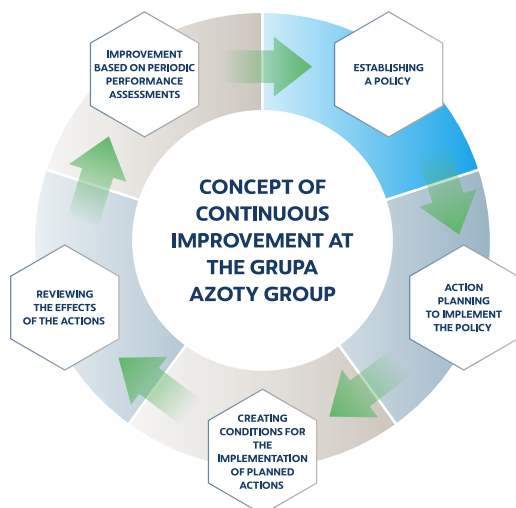 IMPROVEMENT
BASED ON PERIODIC
PERFORMANCE
ASSESSMENTS
ESTABLISHING
A POLICY
CONCEPT OF
CONTINUOUS
IMPROVEMENT AT
THE GRUPA
AZOTY GROUP
REVIEWING
THE EFFECTS
OF THE ACTIONS
ACTION
PLANNING
TO IMPLEMENT
THE POLICY
CREATING
CONDITIONS FOR
THE
IMPLEMENTATION
OF PLANNED
ACTIONS